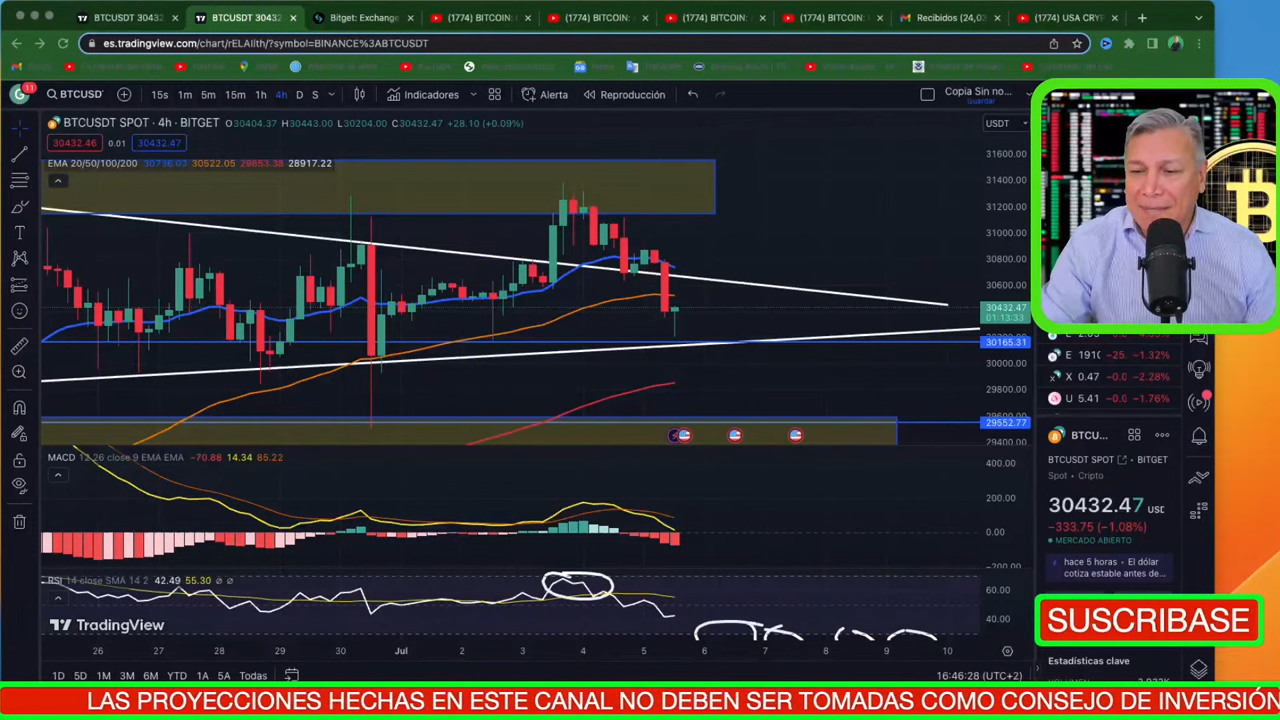 BTCUSDT 3043
BTCUSDT 3043
Bitget: Exchange
(1774) BITCOIN:
(1774) BITCOIN:
(1774) BITCOIN:
(1774) BITCOIN:
Recibidos (24,03
(1774) USA CRYP
es.tradingview.com/chart/rELAlith/?symbol=BINANCE%3ABTCUSDT
11
BTCUSD
15s 1m 5m 15m 1h 4h D S
Indicadores
Alerta
Reproducción
Copia Sin no...
Guardar
BTCUSDT SPOT · 4h · BITGET O30404.37 H30443.00 C30432.47 +28.10
USDT
30432.46 0.01 30432.47
EMA 20/50/100/200 30736.03 30522.05 29853.38 28917.22
31600.00
31400.00
31200.00
31000.00
30800.00
30600.00
30432.47
01:13:33
30165.31
30000.00
29800.00
29552.77
29400.00
MACD 12 26 close 9 EMA EMA −70.88 14.34 85.22
400.00
200.00
0.00
−200.00
RSI 14 close SMA 14 2 42.49 55.30 ∅ ∅
60.00
40.00
TradingView
26 27 28 29 Jul 2 3 4 5 6 7 8 9 10
1D 5D 1M 3M 6M YTD 1A 5A Todas
16:46:28 (UTC+2)
E 1910 -25. −1.32%
X 0.47 −0.0 −2.28%
U 5.41 −0.0 −1.76%
BTCU...
BTCUSDT SPOT · BITGET
Spot • Cripto
30432.47 USD
−333.75 (−1.08%)
MERCADO ABIERTO
hace 5 horas • El dólar
cotiza estable antes de...
SUSCRIBASE
Estadísticas clave
LAS PROYECCIONES HECHAS EN ESTE CANAL NO DEBEN SER TOMADAS COMO CONSEJO DE INVERSIÓN